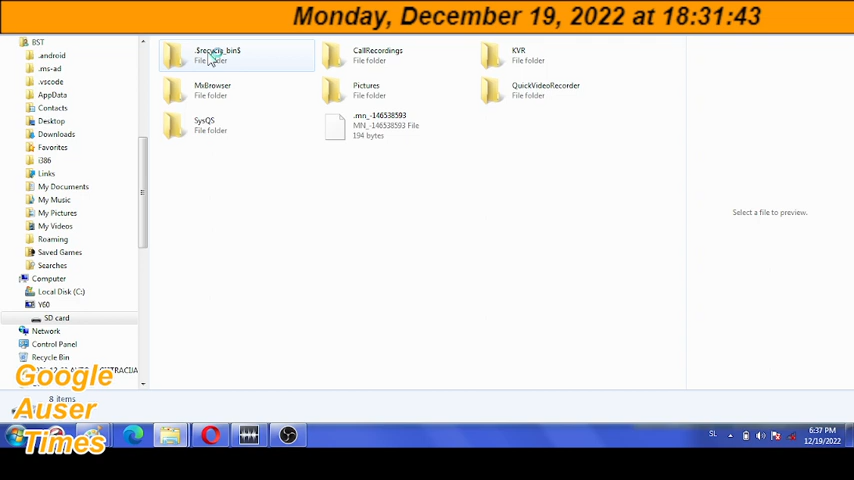 Monday, December 19, 2022 at 18:31:43
BST
.android
.ms-ad
.vscode
AppData
Contacts
Desktop
Downloads
Favorites
i386
Links
My Documents
My Music
My Pictures
My Videos
Roaming
Saved Games
Searches
Computer
Local Disk (C:)
Y60
SD card
Network
Control Panel
Recycle Bin
.$recycle_bin$
File folder
CallRecordings
File folder
KVR
File folder
MxBrowser
File folder
Pictures
File folder
QuickVideoRecorder
File folder
SysQS
File folder
.mn_-146538593
MN_-146538593 File
194 bytes
Select a file to preview.
8 items
Google
Auser
Times
SL
6:37 PM
12/19/2022